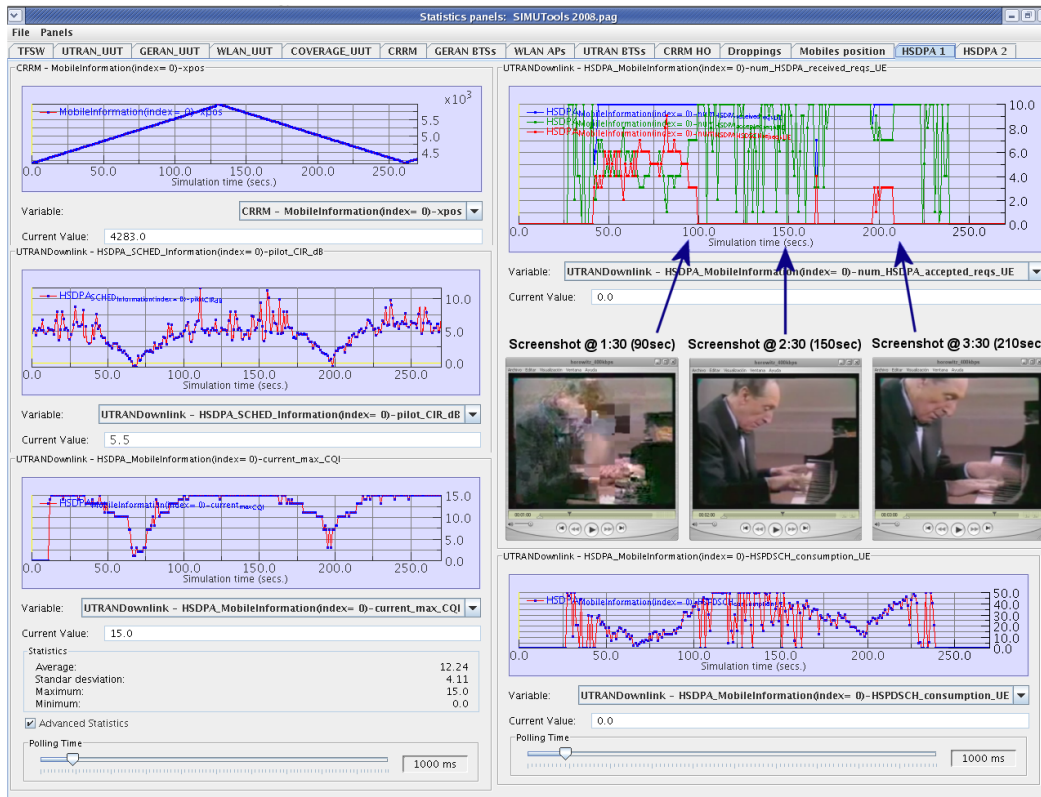 Statistics panels: SIMUTools 2008.pag
File Panels
TFSW UTRAN_UUT GERAN_UUT WLAN_UUT COVERAGE_UUT CRRM GERAN BTSs WLAN APs UTRAN BTSs CRRM HO Droppings Mobiles position HSDPA 1 HSDPA 2
CRRM - MobileInformation(index= 0)-xpos
x10³
MobileInformation(index= 0)-xpos
5.5
5.0
4.5
0.0 50.0 100.0 150.0 200.0 250.0
Simulation time (secs.)
Variable: CRRM - MobileInformation(index= 0)-xpos
Current Value: 4283.0
UTRANDownlink - HSDPA_SCHED_Information(index= 0)-pilot_CIR_dB
HSDPA
10.0
5.0
0.0
0.0 50.0 100.0 150.0 200.0 250.0
Simulation time (secs.)
Variable: UTRANDownlink - HSDPA_SCHED_Information(index= 0)-pilot_CIR_dB
Current Value: 5.5
UTRANDownlink - HSDPA_MobileInformation(index= 0)-current_max_CQI
HSDPA MobileInformation(index= 0)-current maxCQI
15.0
10.0
5.0
0.0
0.0 50.0 100.0 150.0 200.0 250.0
Simulation time (secs.)
Variable: UTRANDownlink - HSDPA_MobileInformation(index= 0)-current_max_CQI
Current Value: 15.0
Statistics
Average: 12.24
Standar desviation: 4.11
Maximum: 15.0
Minimum: 0.0
Advanced Statistics
Polling Time
1000 ms
UTRANDownlink - HSDPA_MobileInformation(index= 0)-num_HSDPA_received_reqs_UE
HSDPA
HSDPA
HSDPA
10.0
8.0
6.0
4.0
2.0
0.0
0.0 50.0 100.0 150.0 200.0 250.0
Simulation time (secs.)
Variable: UTRANDownlink - HSDPA_MobileInformation(index= 0)-num_HSDPA_accepted_reqs_UE
Current Value: 0.0
Screenshot @ 1:30 (90sec) Screenshot @ 2:30 (150sec) Screenshot @ 3:30 (210sec
UTRANDownlink - HSDPA_MobileInformation(index= 0)-HSPDSCH_consumption_UE
50.0
40.0
30.0
20.0
10.0
0.0
0.0 50.0 100.0 150.0 200.0 250.0
Simulation time (secs.)
Variable: UTRANDownlink - HSDPA_MobileInformation(index= 0)-HSPDSCH_consumption_UE
Current Value: 0.0
Polling Time
1000 ms